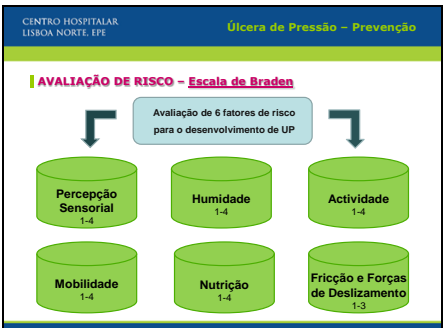 CENTRO HOSPITALAR
LISBOA NORTE, EPE
Úlcera de Pressão – Prevenção
AVALIAÇÃO DE RISCO – Escala de Braden
Avaliação de 6 fatores de risco
para o desenvolvimento de UP
Percepção
Sensorial
1-4
Humidade
1-4
Actividade
1-4
Mobilidade
1-4
Nutrição
1-4
Fricção e Forças
de Deslizamento
1-3